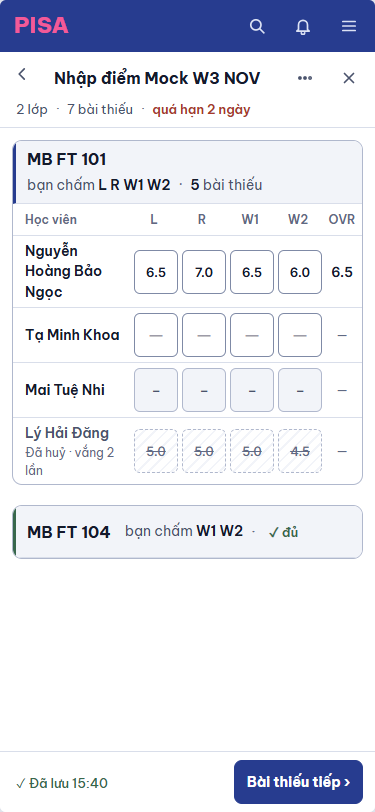 PISA
Nhập điểm Mock W3 NOV
2 lớp · 7 bài thiếu · quá hạn 2 ngày
MB FT 101
bạn chấm L R W1 W2 · 5 bài thiếu
Học viên L R W1 W2 OVR
Nguyễn
Hoàng Bảo
Ngọc
6.5 7.0 6.5 6.0 6.5
Tạ Minh Khoa — — — — —
Mai Tuệ Nhi – – – – —
Lý Hải Đăng
Đã huỷ · vắng 2
lần
5.0 5.0 5.0 4.5 —
MB FT 104 bạn chấm W1 W2 · ✓ đủ
✓ Đã lưu 15:40
Bài thiếu tiếp ›